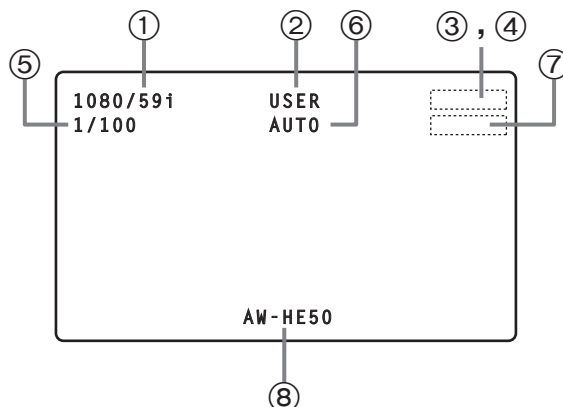 ① ② ⑥ ③ , ④
⑤ ⑦
1080/59i USER
1/100 AUTO
AW-HE50
⑧